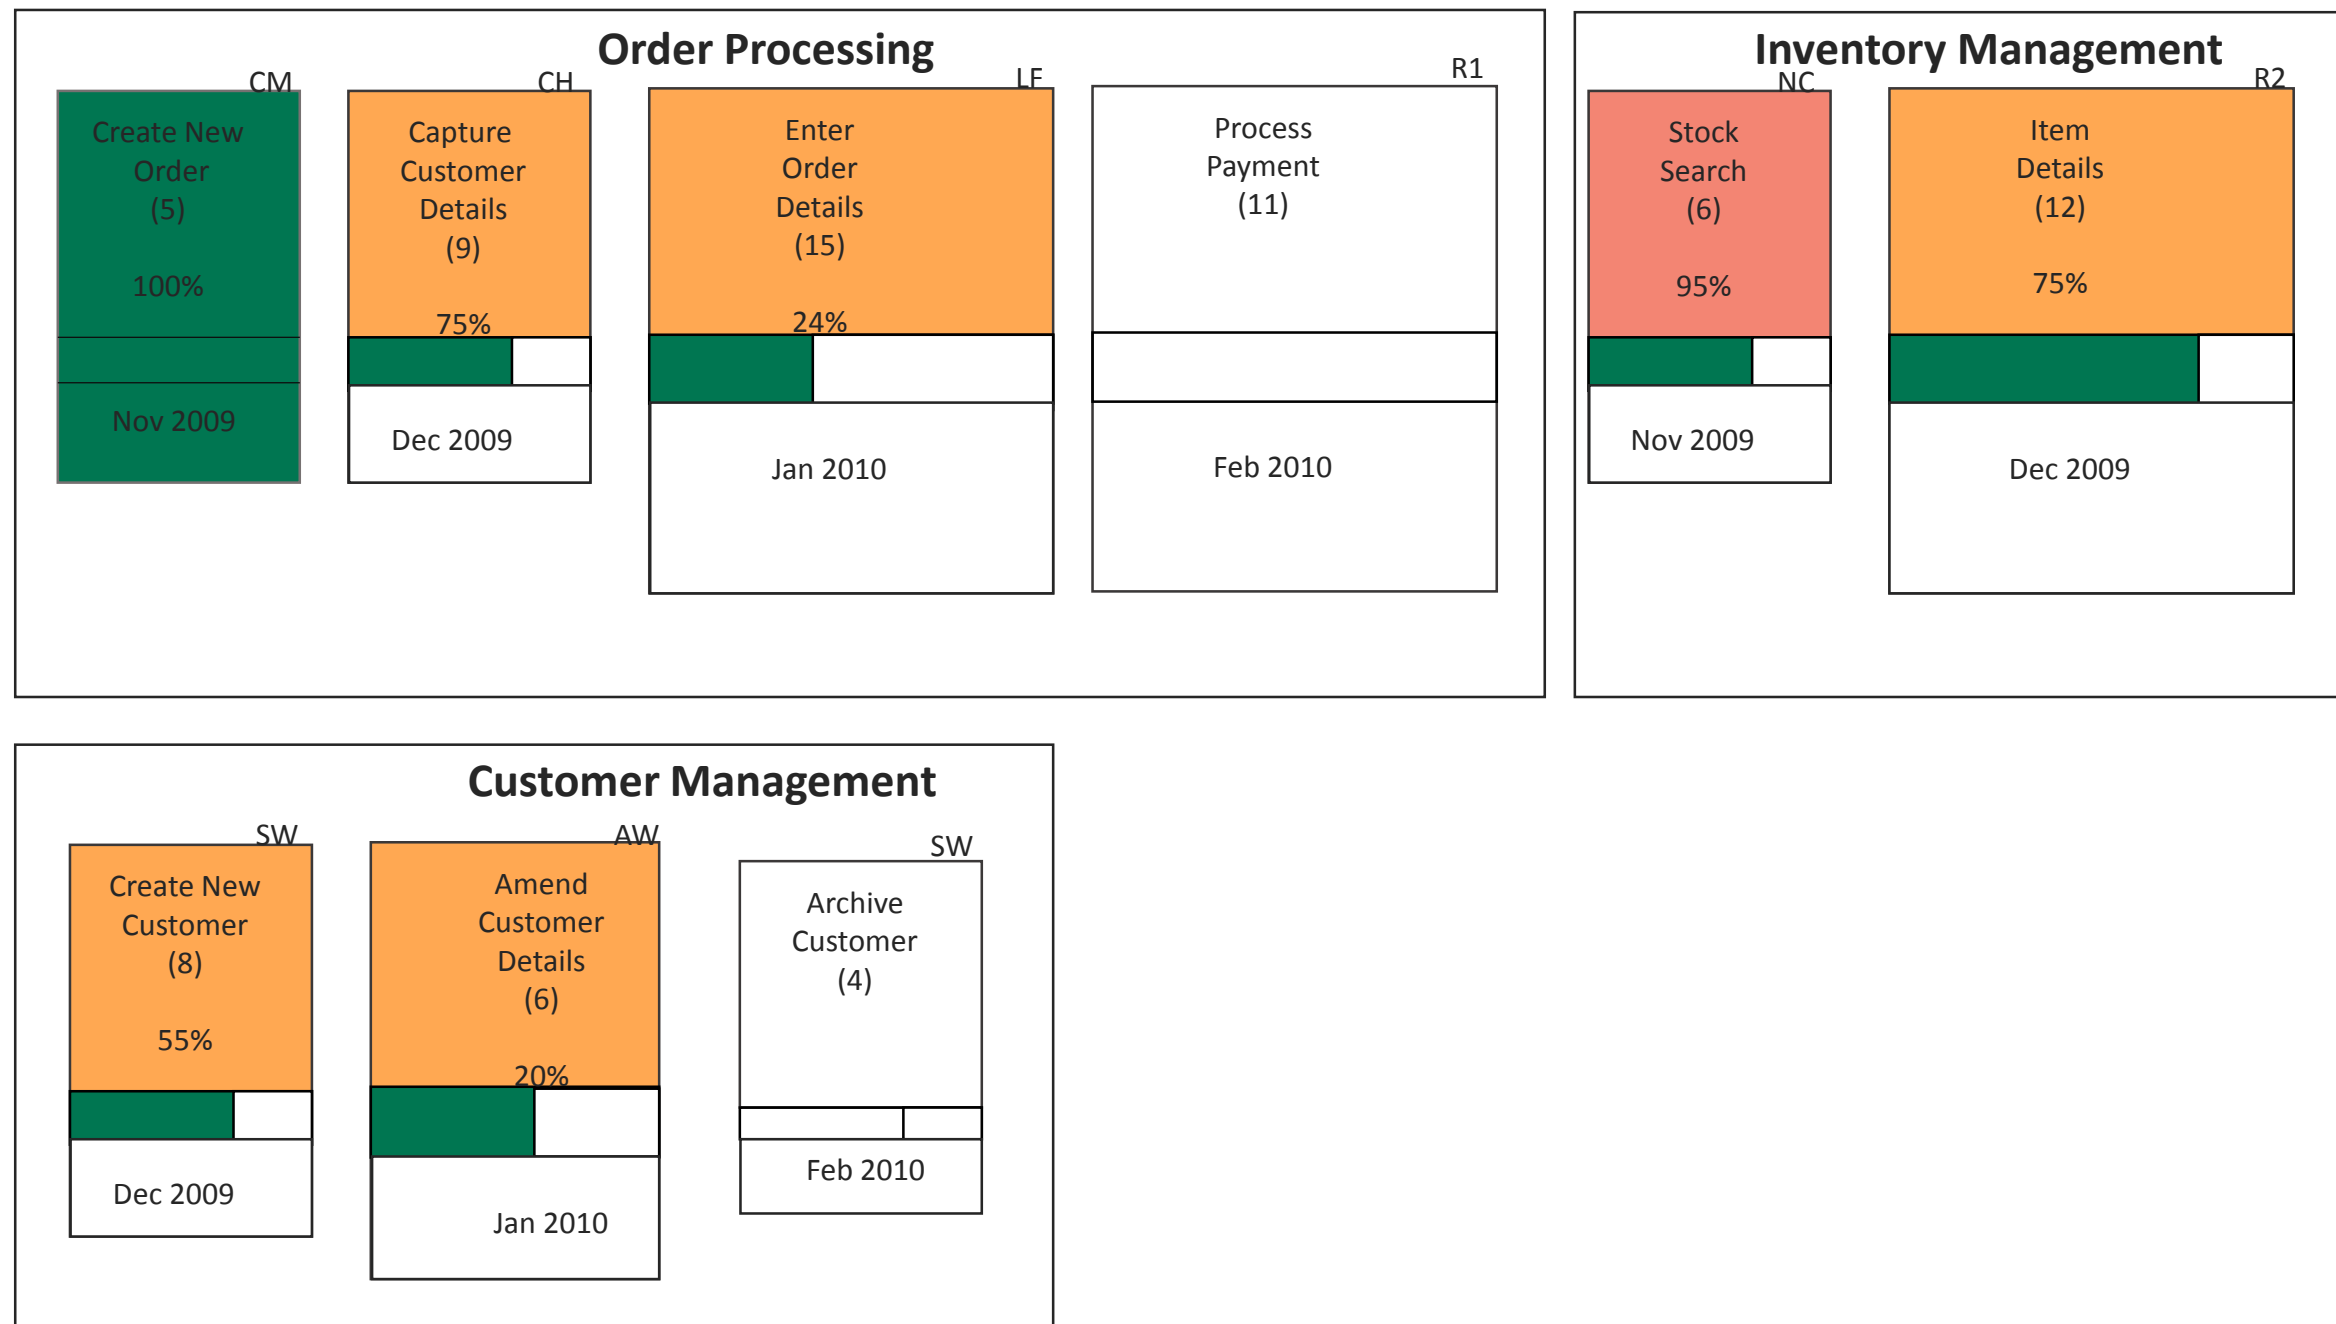 Order Processing
CM
Create New
Order
(5)
100%
Nov 2009
CH
Capture
Customer
Details
(9)
75%
Dec 2009
LF
Enter
Order
Details
(15)
24%
Jan 2010
R1
Process
Payment
(11)
Feb 2010
Inventory Management
NC
Stock
Search
(6)
95%
Nov 2009
R2
Item
Details
(12)
75%
Dec 2009
Customer Management
SW
Create New
Customer
(8)
55%
Dec 2009
AW
Amend
Customer
Details
(6)
20%
Jan 2010
SW
Archive
Customer
(4)
Feb 2010